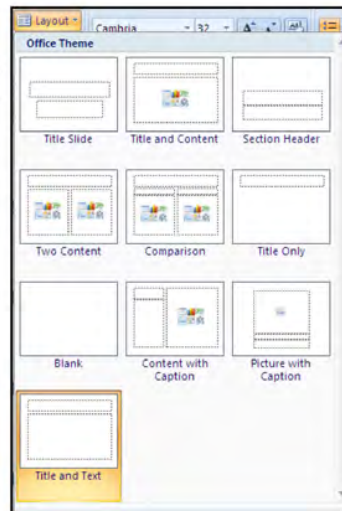 Layout
Cambria 32 A A Aa
Office Theme
Title Slide Title and Content Section Header
Two Content Comparison Title Only
Blank Content with Caption Picture with Caption
Title and Text